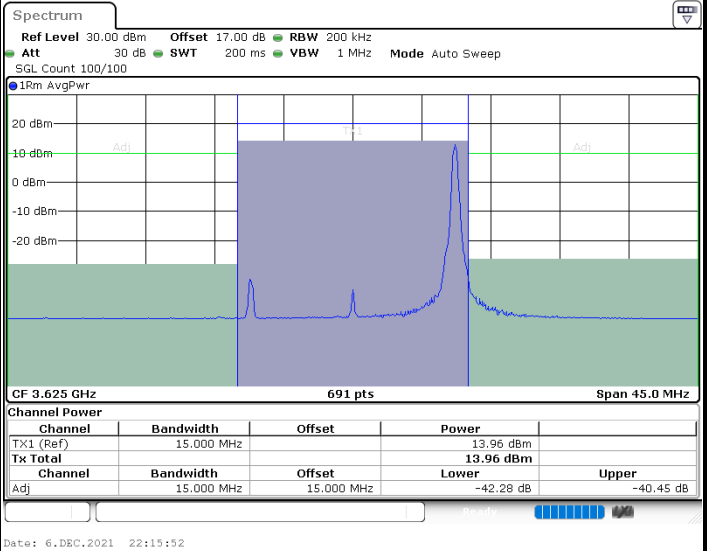 Spectrum
Ref Level 30.00 dBm Offset 17.00 dB RBW 200 kHz
Att 30 dB SWT 200 ms VBW 1 MHz Mode Auto Sweep
SGL Count 100/100
1Rm AvgPwr
20 dBm
TX1
Adj Adj
10 dBm
0 dBm
-10 dBm
-20 dBm
CF 3.625 GHz 691 pts Span 45.0 MHz
Channel Power
Channel Bandwidth Offset Power
TX1 (Ref) 15.000 MHz 13.96 dBm
Tx Total 13.96 dBm
Channel Bandwidth Offset Lower Upper
Adj 15.000 MHz 15.000 MHz -42.28 dB -40.45 dB
Ready
Date: 6.DEC.2021 22:15:52